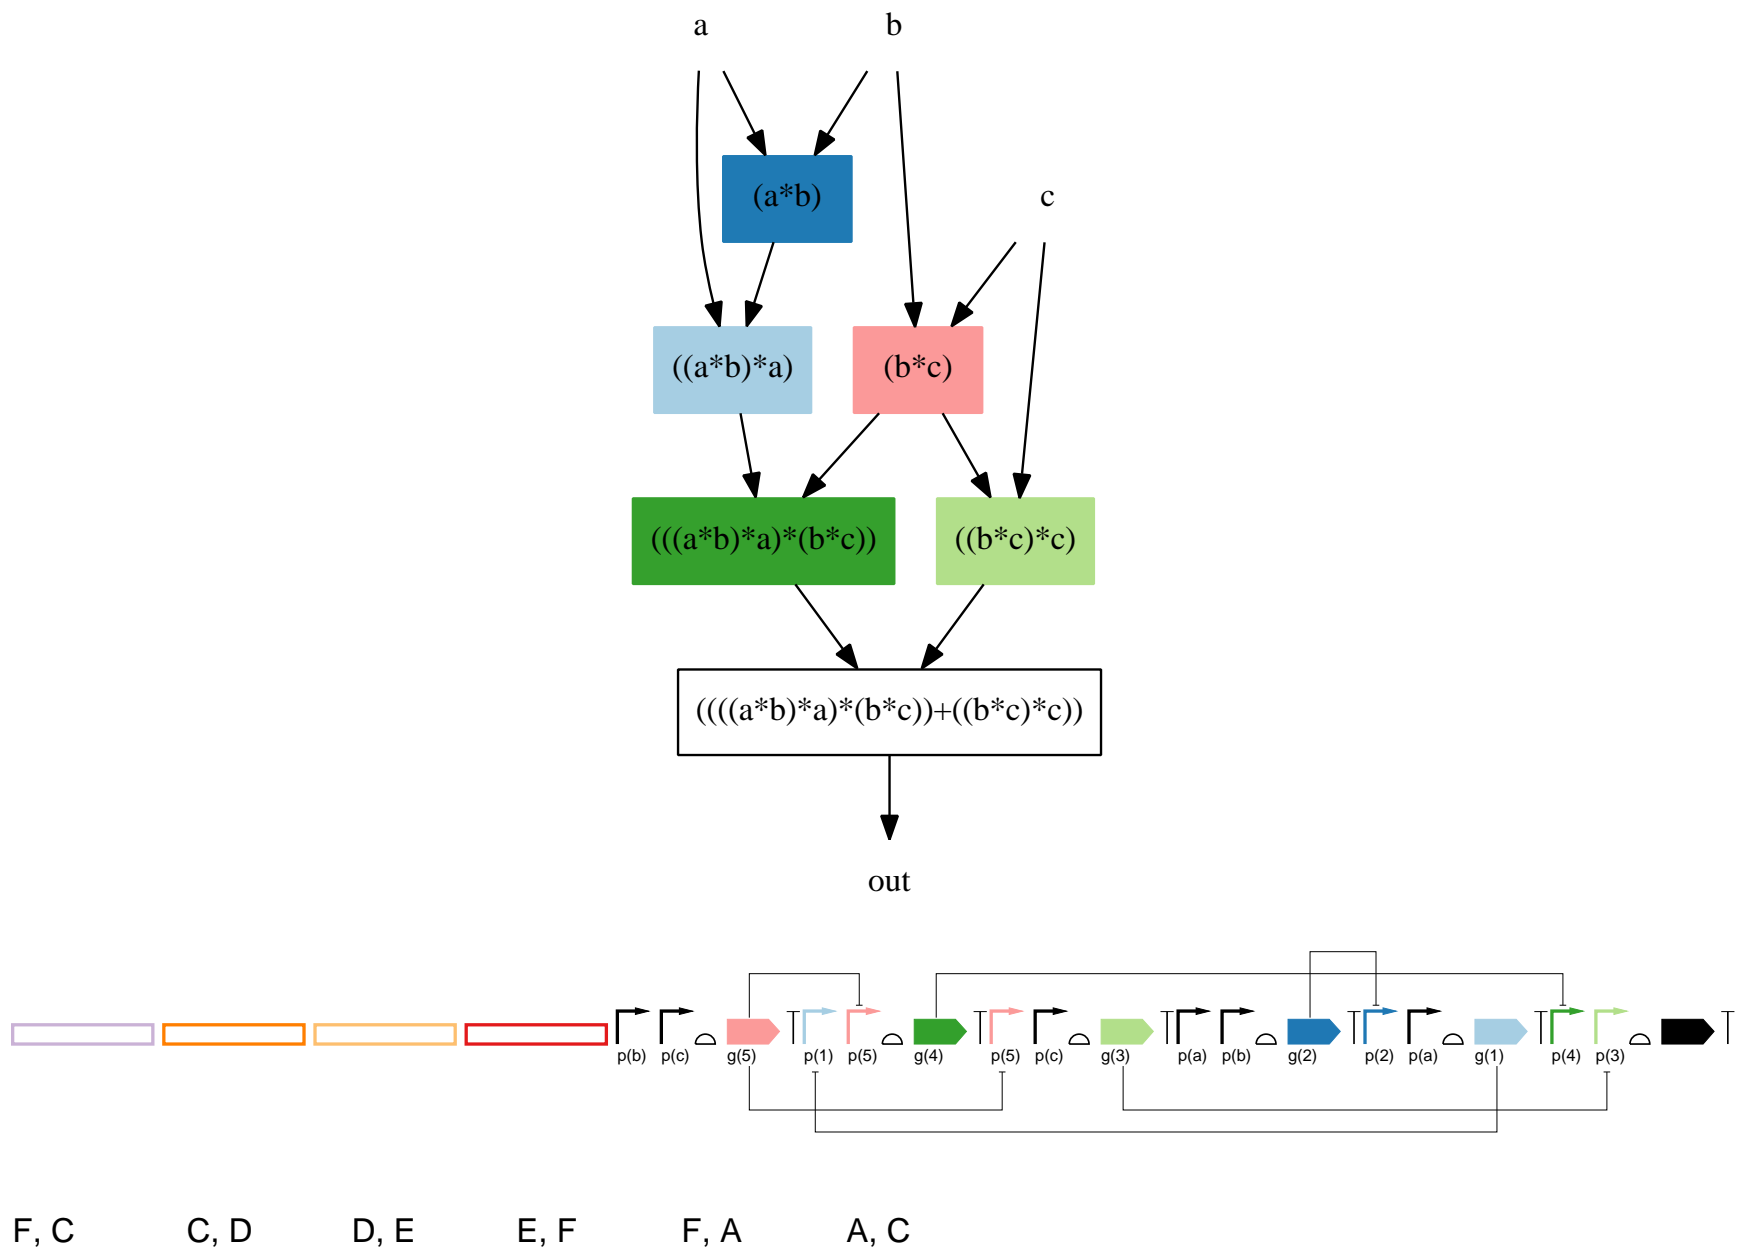 a b
(a*b) c
((a*b)*a) (b*c)
(((a*b)*a)*(b*c)) ((b*c)*c)
((((a*b)*a)*(b*c))+((b*c)*c))
out
p(b) p(c) g(5) p(1) p(5) g(4) p(5) p(c) g(3) p(a) p(b) g(2) p(2) p(a) g(1) p(4) p(3)
F, C C, D D, E E, F F, A A, C